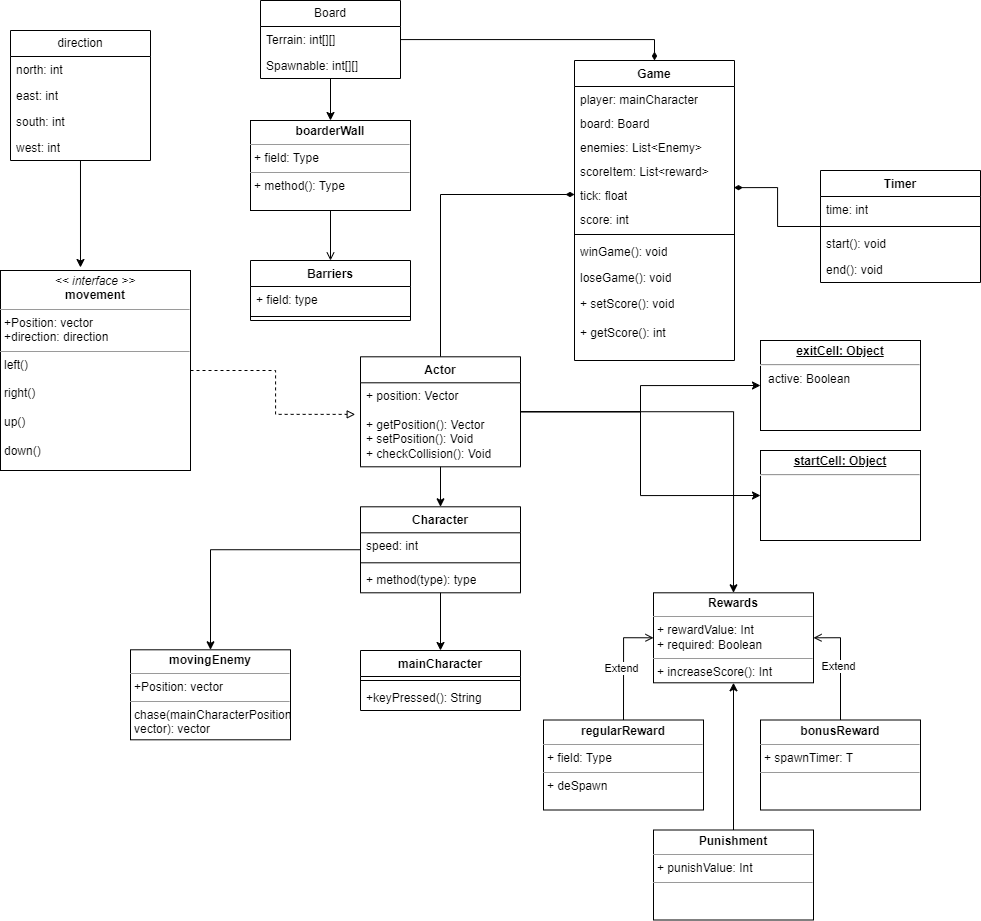 Board
Terrain: int[][]
Spawnable: int[][]
direction
north: int
east: int
south: int
west: int
Game
player: mainCharacter
board: Board
enemies: List<Enemy>
scoreItem: List<reward>
tick: float
score: int
winGame(): void
loseGame(): void
+ setScore(): void
+ getScore(): int
boarderWall
+ field: Type
+ method(): Type
Timer
time: int
start(): void
end(): void
Barriers
+ field: type
<< interface >>
movement
+Position: vector
+direction: direction
left()
right()
up()
down()
Actor
+ position: Vector
+ getPosition(): Vector
+ setPosition(): Void
+ checkCollision(): Void
exitCell: Object
active: Boolean
startCell: Object
Character
speed: int
+ method(type): type
Rewards
+ rewardValue: Int
+ required: Boolean
+ increaseScore(): Int
movingEnemy
+Position: vector
chase(mainCharacterPosition
vector): vector
mainCharacter
+keyPressed(): String
Extend
Extend
regularReward
+ field: Type
+ deSpawn
bonusReward
+ spawnTimer: T
Punishment
+ punishValue: Int